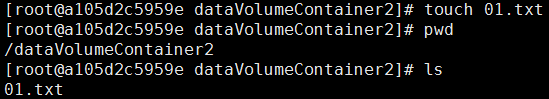 [root@a105d2c5959e dataVolumeContainer2]# touch 01.txt
[root@a105d2c5959e dataVolumeContainer2]# pwd
/dataVolumeContainer2
[root@a105d2c5959e dataVolumeContainer2]# ls
01.txt